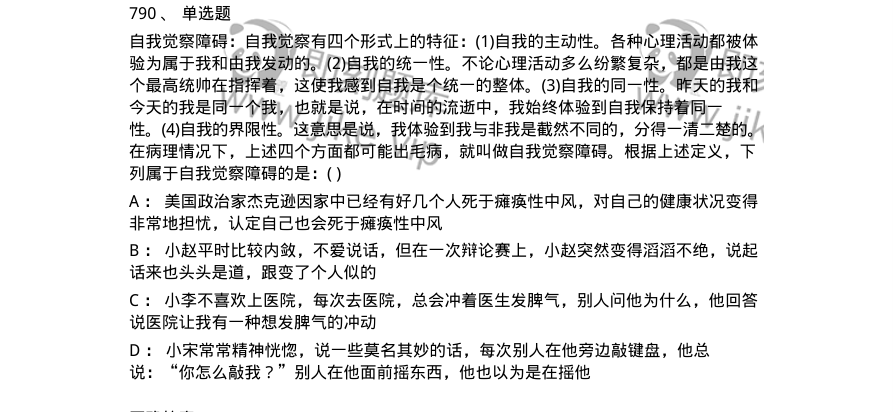 790 、 单选题
自我觉察障碍：自我觉察有四个形式上的特征：(1)自我的主动性。各种心理活动都被体
验为属于我和由我发动的。(2)自我的统一性。不论心理活动多么纷繁复杂，都是由我这
个最高统帅在指挥着，这使我感到自我是个统一的整体。(3)自我的同一性。昨天的我和
今天的我是同一个我，也就是说，在时间的流逝中，我始终体验到自我保持着同一
性。(4)自我的界限性。这意思是说，我体验到我与非我是截然不同的，分得一清二楚的。
在病理情况下，上述四个方面都可能出毛病，就叫做自我觉察障碍。根据上述定义，下
列属于自我觉察障碍的是：( )
A ： 美国政治家杰克逊因家中已经有好几个人死于瘫痪性中风，对自己的健康状况变得
非常地担忧，认定自己也会死于瘫痪性中风
B ： 小赵平时比较内敛，不爱说话，但在一次辩论赛上，小赵突然变得滔滔不绝，说起
话来也头头是道，跟变了个人似的
C ： 小李不喜欢上医院，每次去医院，总会冲着医生发脾气，别人问他为什么，他回答
说医院让我有一种想发脾气的冲动
D ： 小宋常常精神恍惚，说一些莫名其妙的话，每次别人在他旁边敲键盘，他总
说：“你怎么敲我？”别人在他面前摇东西，他也以为是在摇他